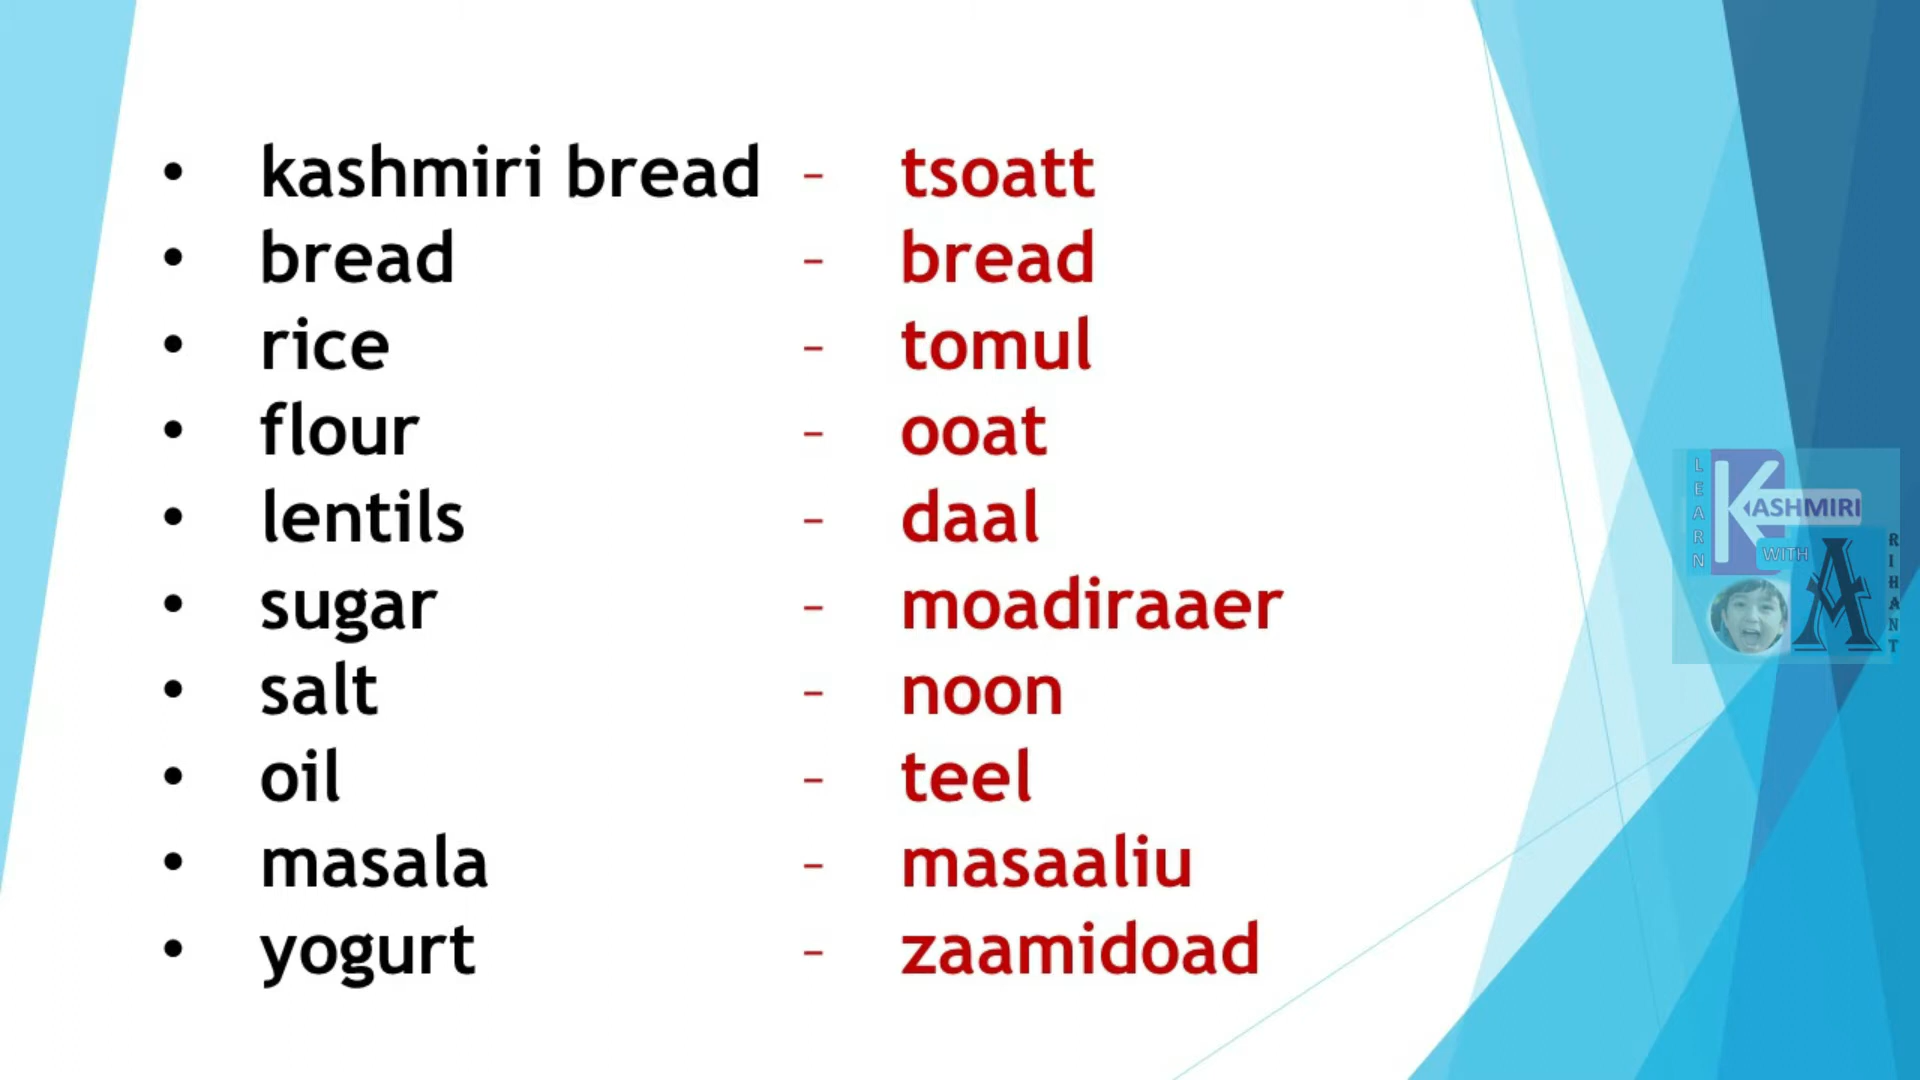 • kashmiri bread - tsoatt
• bread - bread
• rice - tomul
• flour - ooat
• lentils - daal
• sugar - moadiraaer
• salt - noon
• oil - teel
• masala - masaaliu
• yogurt - zaamidoad
LEARN
KASHMIRI
WITH
ARIHANT